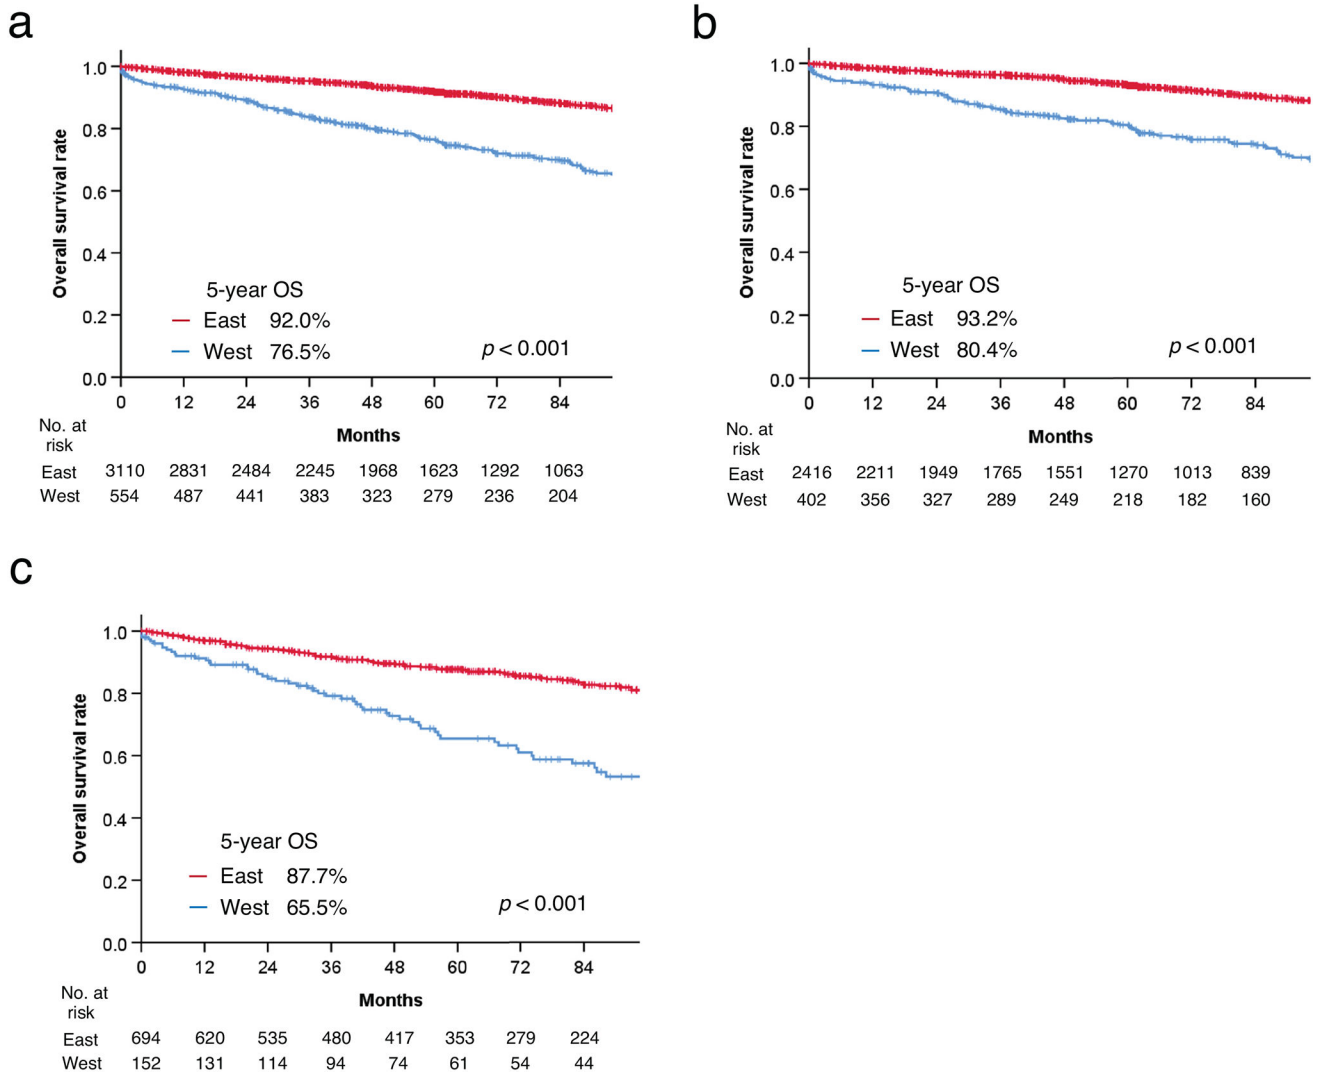 a
Overall survival rate
1.0
0.8
0.6
0.4
0.2
0.0
5-year OS
East 92.0%
West 76.5%
p < 0.001
0 12 24 36 48 60 72 84
Months
No. at
risk
East 3110 2831 2484 2245 1968 1623 1292 1063
West 554 487 441 383 323 279 236 204
b
Overall survival rate
1.0
0.8
0.6
0.4
0.2
0.0
5-year OS
East 93.2%
West 80.4%
p < 0.001
0 12 24 36 48 60 72 84
Months
No. at
risk
East 2416 2211 1949 1765 1551 1270 1013 839
West 402 356 327 289 249 218 182 160
c
Overall survival rate
1.0
0.8
0.6
0.4
0.2
0.0
5-year OS
East 87.7%
West 65.5%
p < 0.001
0 12 24 36 48 60 72 84
Months
No. at
risk
East 694 620 535 480 417 353 279 224
West 152 131 114 94 74 61 54 44